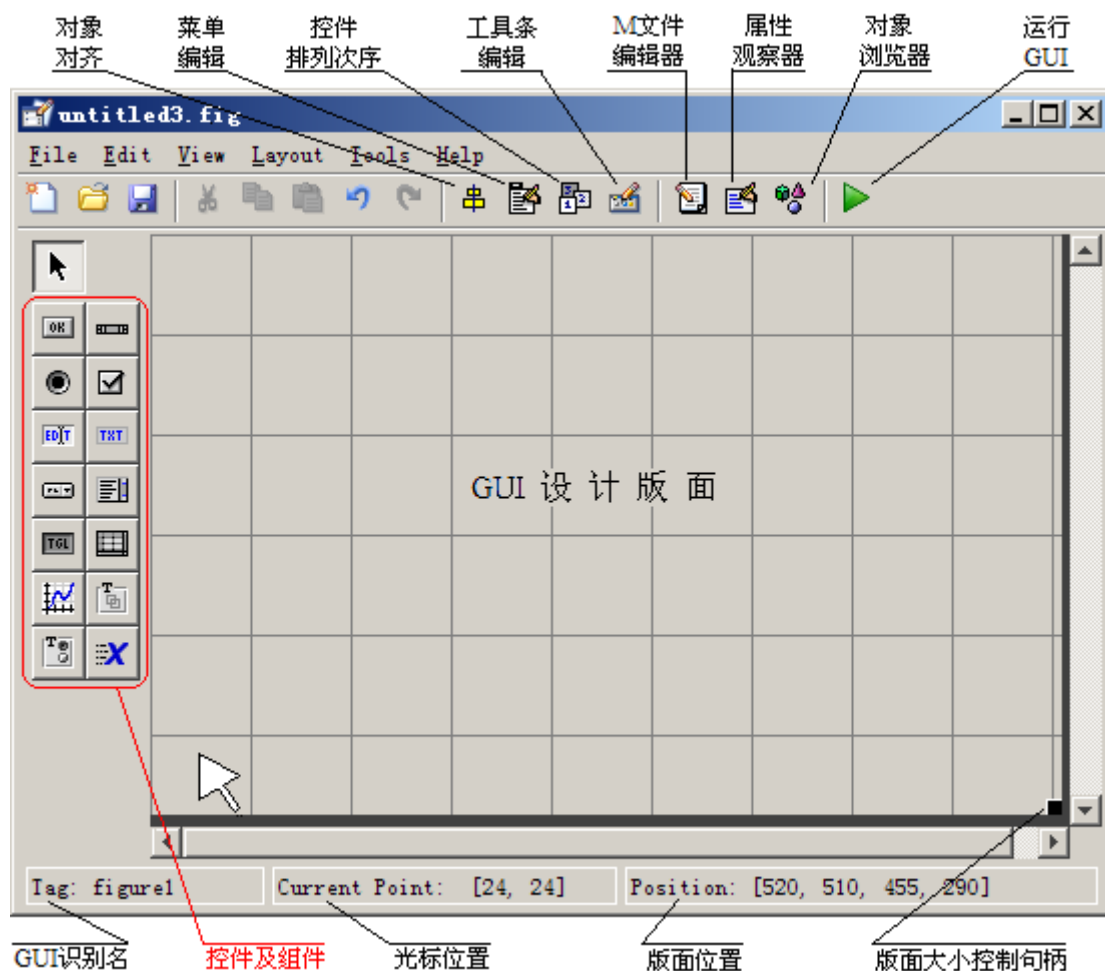 对象
对齐
菜单
编辑
控件
排列次序
工具条
编辑
M文件
编辑器
属性
观察器
对象
浏览器
运行
GUI
untitled3.fig
File Edit View Layout Tools Help
OK
EDIT TXT
TGL
T
T X
GUI 设 计 版 面
Tag: figure1 Current Point: [24, 24] Position: [520, 510, 455, 290]
GUI识别名 控件及组件 光标位置 版面位置 版面大小控制句柄